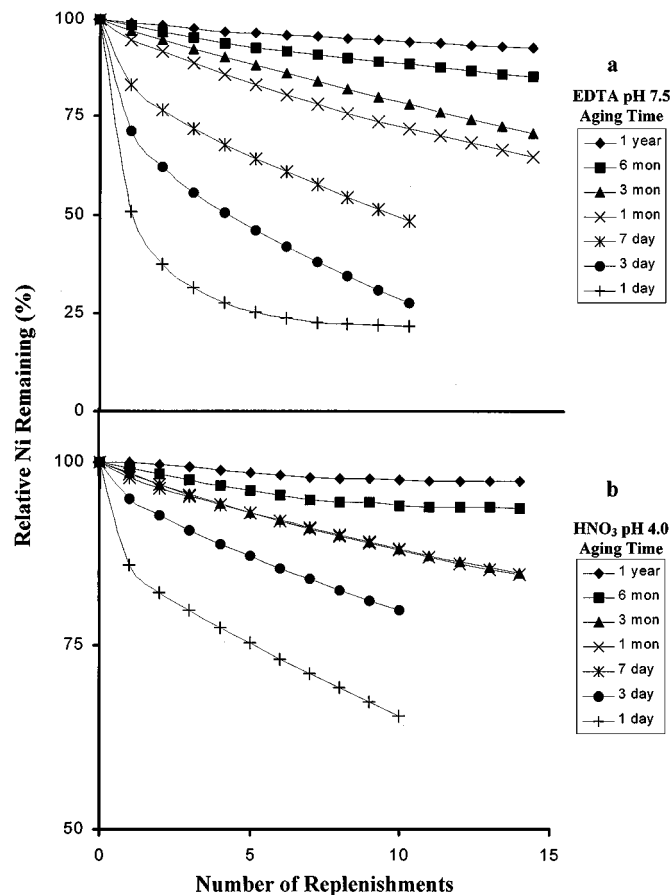 100
75
50
25
0
a
EDTA pH 7.5
Aging Time
1 year
6 mon
3 mon
1 mon
7 day
3 day
1 day
Relative Ni Remaining (%)
100
75
50
b
HNO₃ pH 4.0
Aging Time
1 year
6 mon
3 mon
1 mon
7 day
3 day
1 day
0
5
10
15
Number of Replenishments